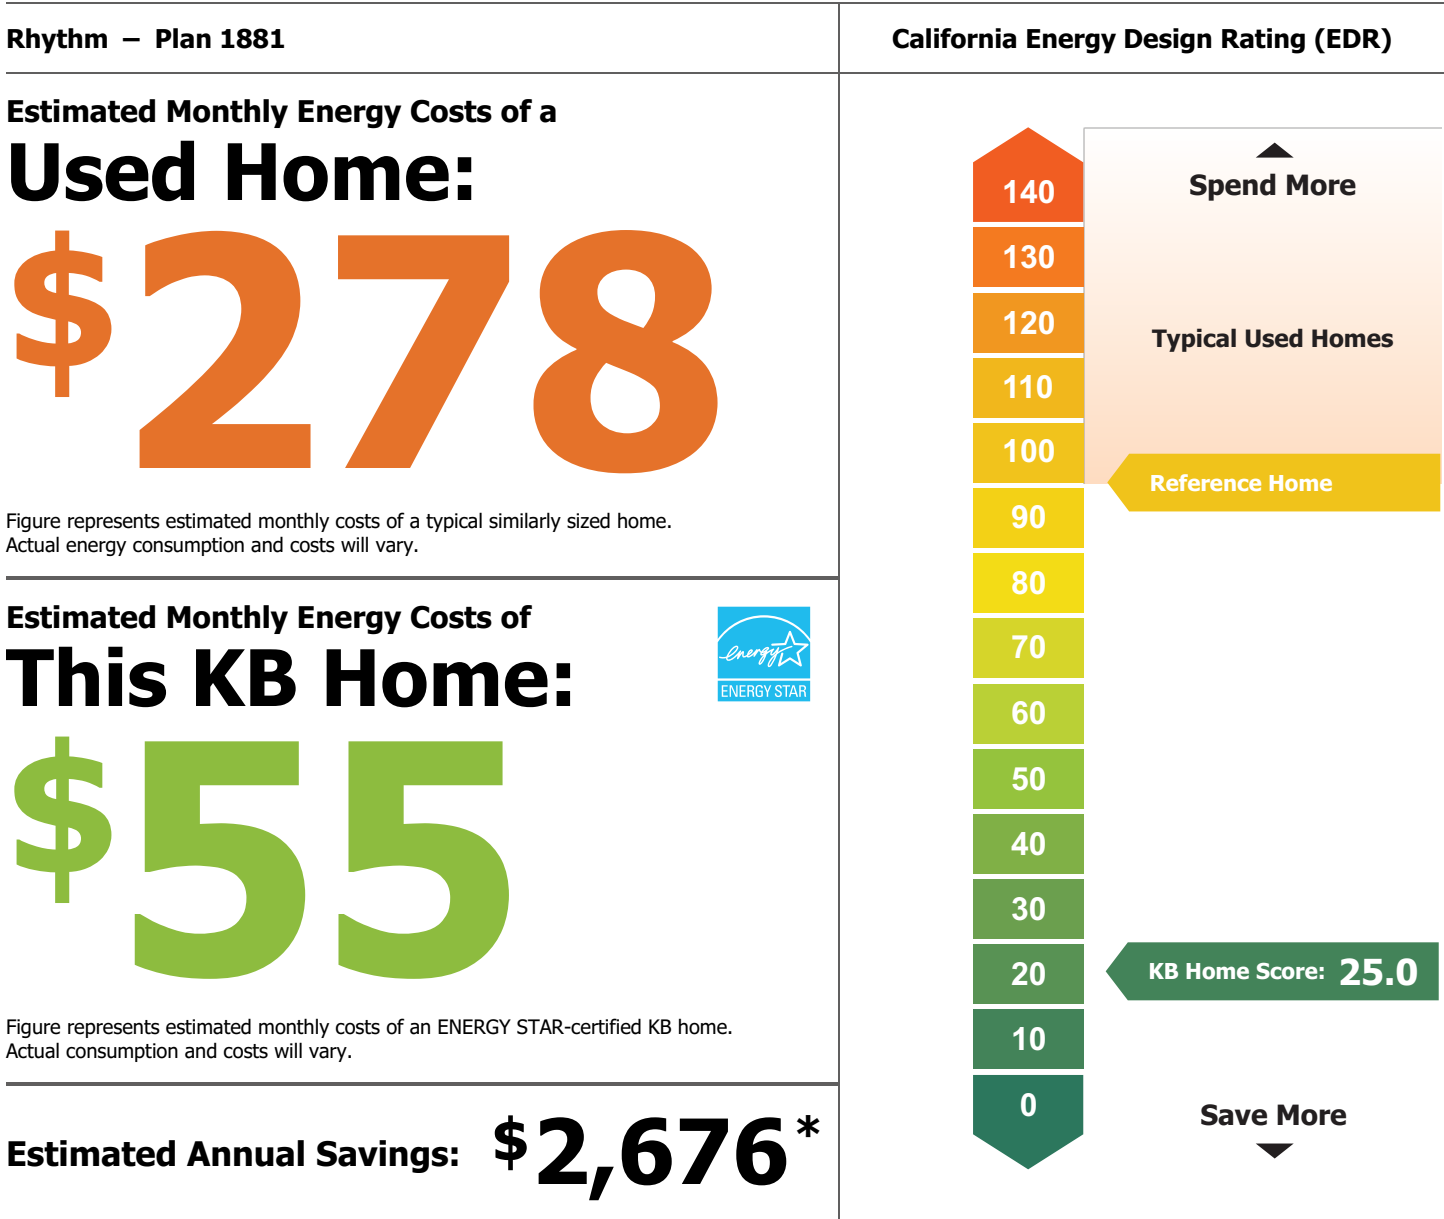 Rhythm – Plan 1881
Estimated Monthly Energy Costs of a
Used Home:
$278
Figure represents estimated monthly costs of a typical similarly sized home.
Actual energy consumption and costs will vary.
Estimated Monthly Energy Costs of
This KB Home:
energy
ENERGY STAR
$55
Figure represents estimated monthly costs of an ENERGY STAR-certified KB home.
Actual consumption and costs will vary.
Estimated Annual Savings: $2,676*
California Energy Design Rating (EDR)
Spend More
140
130
120
Typical Used Homes
110
100
Reference Home
90
80
70
60
50
40
30
20
KB Home Score: 25.0
10
0
Save More